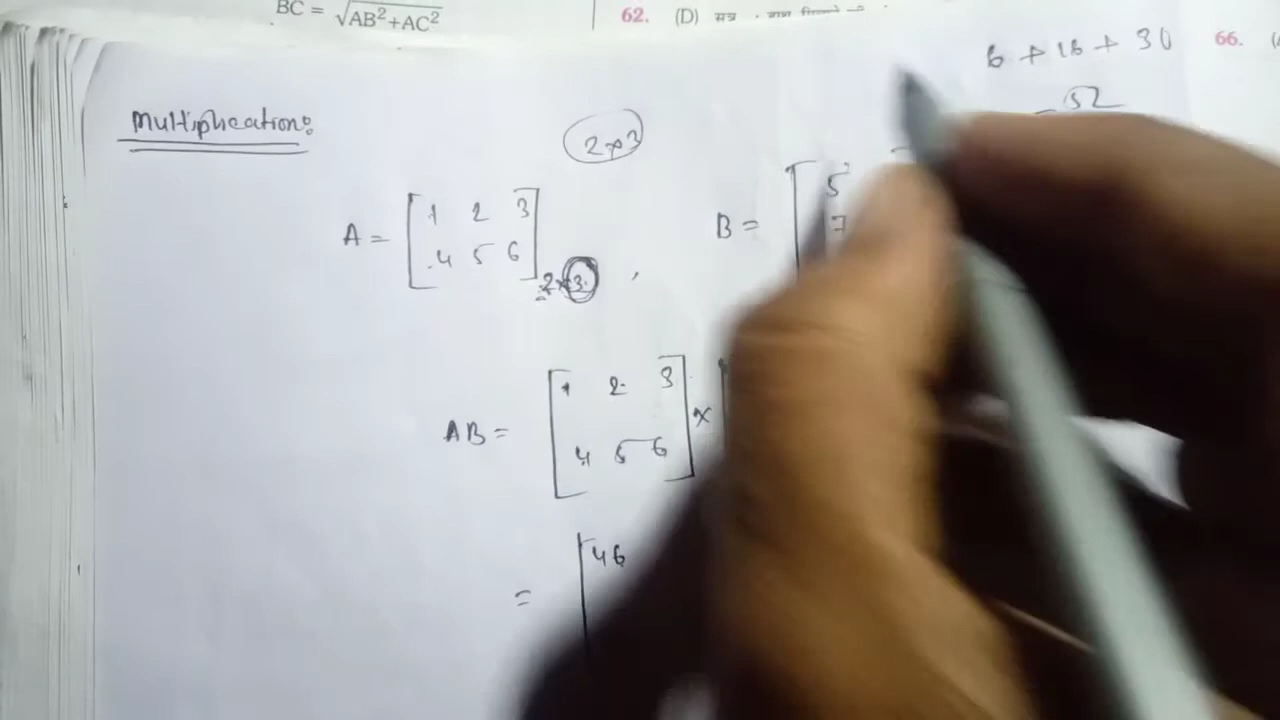 BC = √AB²+AC²
62. (D)
6 + 16 + 30
66.
52
Multiplication:
2×3
A = [1 2 3
4 5 6] 2×3 ,
B = [5
7
AB = [1 2 3
4 5 6] ×
= [46